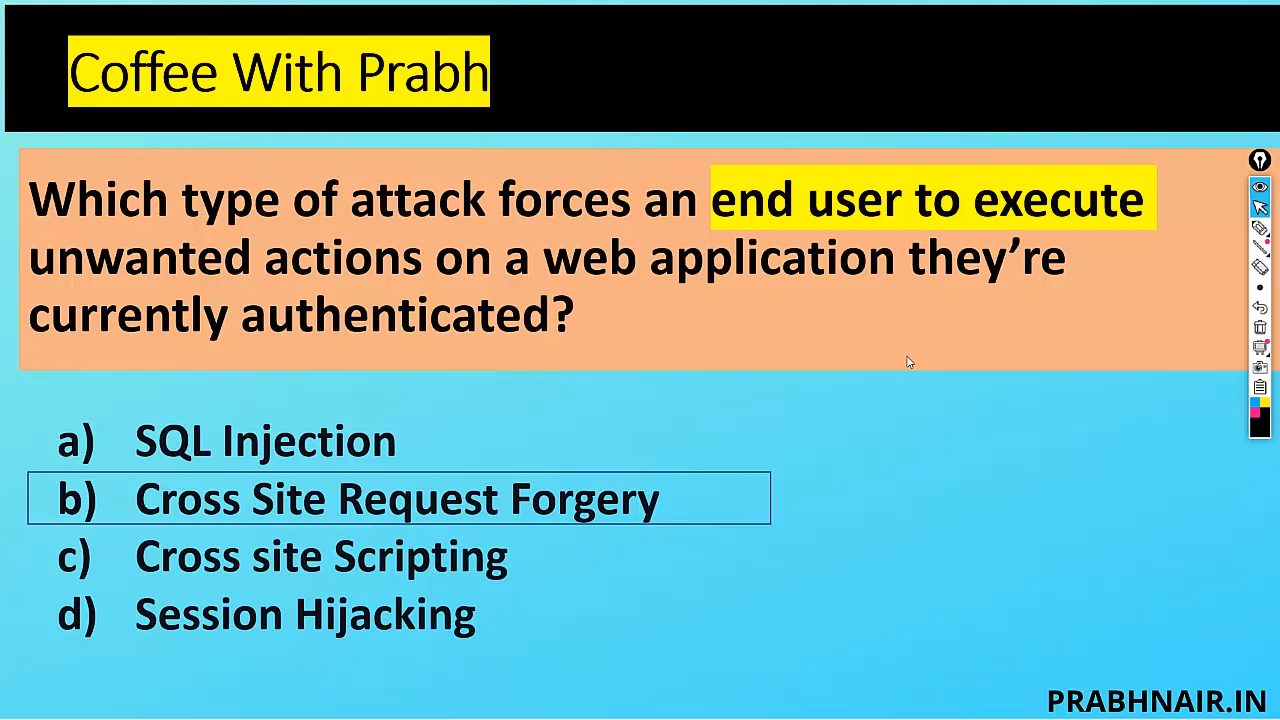 Coffee With Prabh
Which type of attack forces an end user to execute
unwanted actions on a web application they’re
currently authenticated?
a) SQL Injection
b) Cross Site Request Forgery
c) Cross site Scripting
d) Session Hijacking
PRABHNAIR.IN